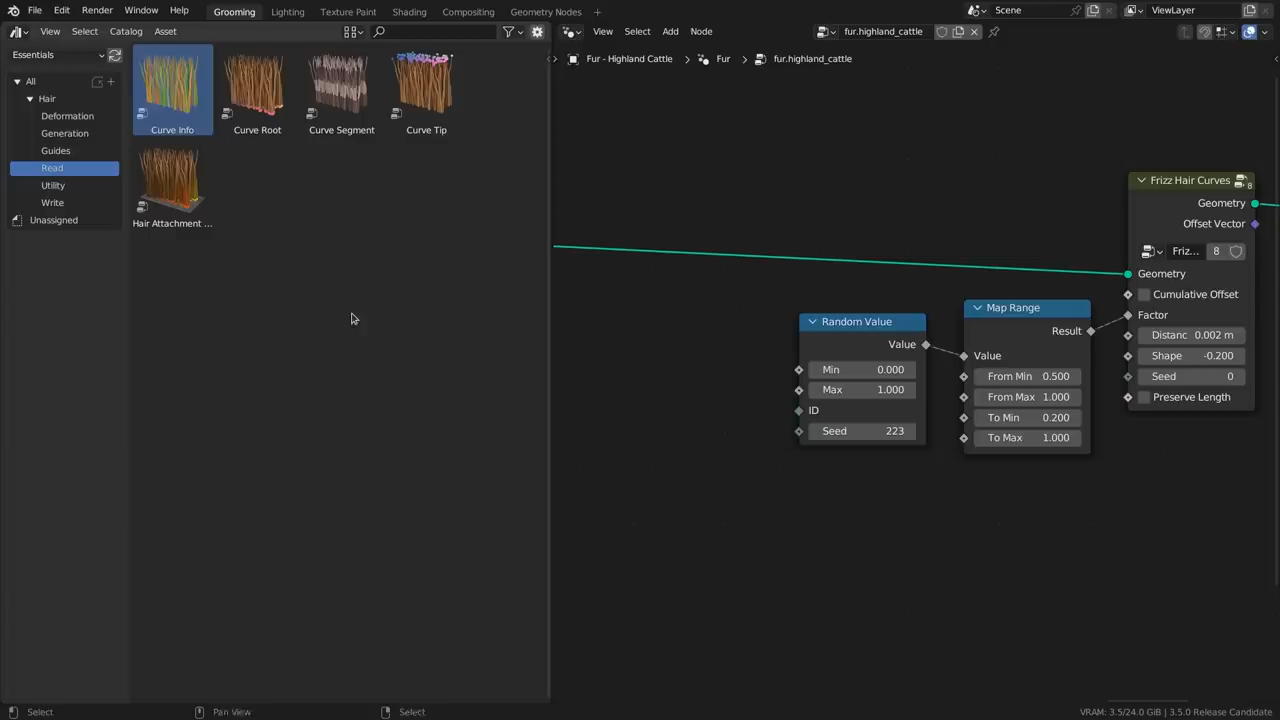 File Edit Render Window Help Grooming Lighting Texture Paint Shading Compositing Geometry Nodes + Scene ViewLayer
View Select Catalog Asset
View Select Add Node fur.highland_cattle
Essentials
All
Hair
Deformation
Generation
Guides
Read
Utility
Write
Unassigned
Curve Info Curve Root Curve Segment Curve Tip
Hair Attachment ...
Fur - Highland Cattle > Fur > fur.highland_cattle
Random Value
Value
Min 0.000
Max 1.000
ID
Seed 223
Map Range
Result
Value
From Min 0.500
From Max 1.000
To Min 0.200
To Max 1.000
Frizz Hair Curves 8
Geometry
Offset Vector
Friz... 8
Geometry
Cumulative Offset
Factor
Distanc 0.002 m
Shape -0.200
Seed 0
Preserve Length
Select Pan View Select VRAM: 3.5/24.0 GiB | 3.5.0 Release Candidate